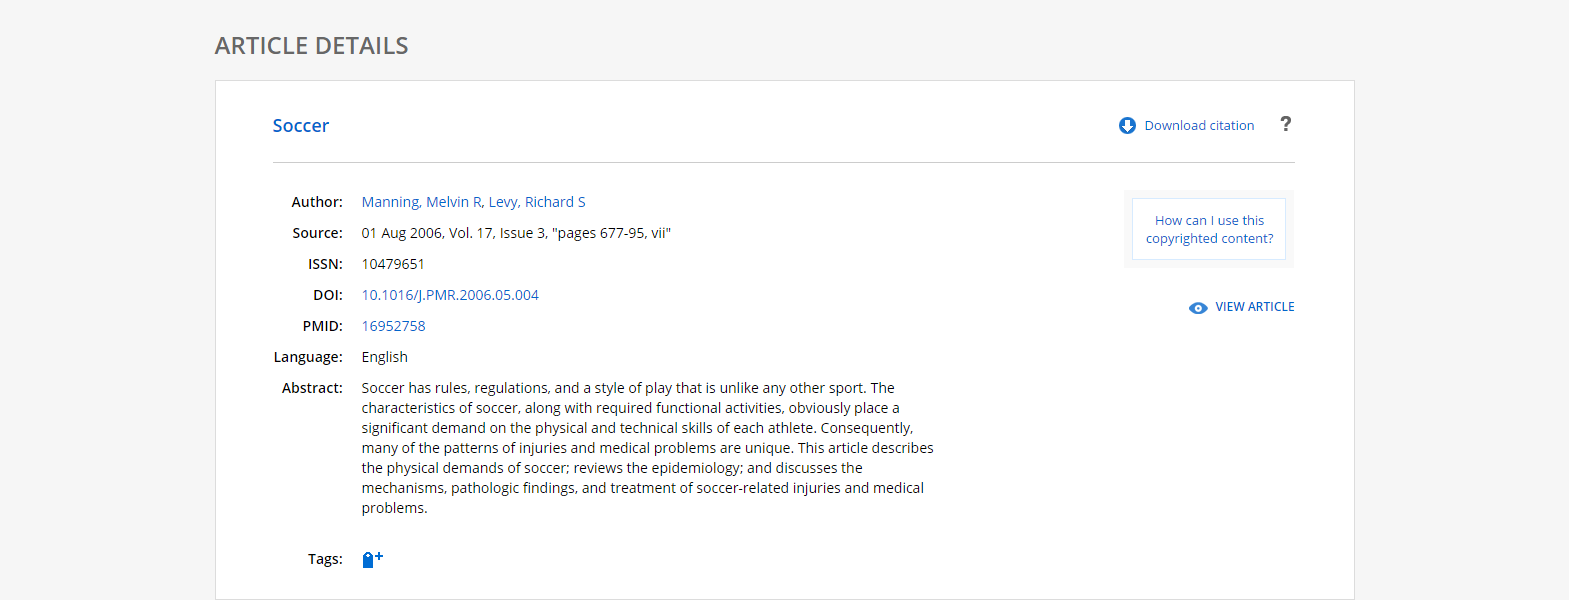 ARTICLE DETAILS
Soccer
Download citation ?
Author: Manning, Melvin R, Levy, Richard S
Source: 01 Aug 2006, Vol. 17, Issue 3, "pages 677-95, vii"
ISSN: 10479651
DOI: 10.1016/J.PMR.2006.05.004
PMID: 16952758
Language: English
Abstract: Soccer has rules, regulations, and a style of play that is unlike any other sport. The
characteristics of soccer, along with required functional activities, obviously place a
significant demand on the physical and technical skills of each athlete. Consequently,
many of the patterns of injuries and medical problems are unique. This article describes
the physical demands of soccer; reviews the epidemiology; and discusses the
mechanisms, pathologic findings, and treatment of soccer-related injuries and medical
problems.
Tags:
How can I use this
copyrighted content?
VIEW ARTICLE